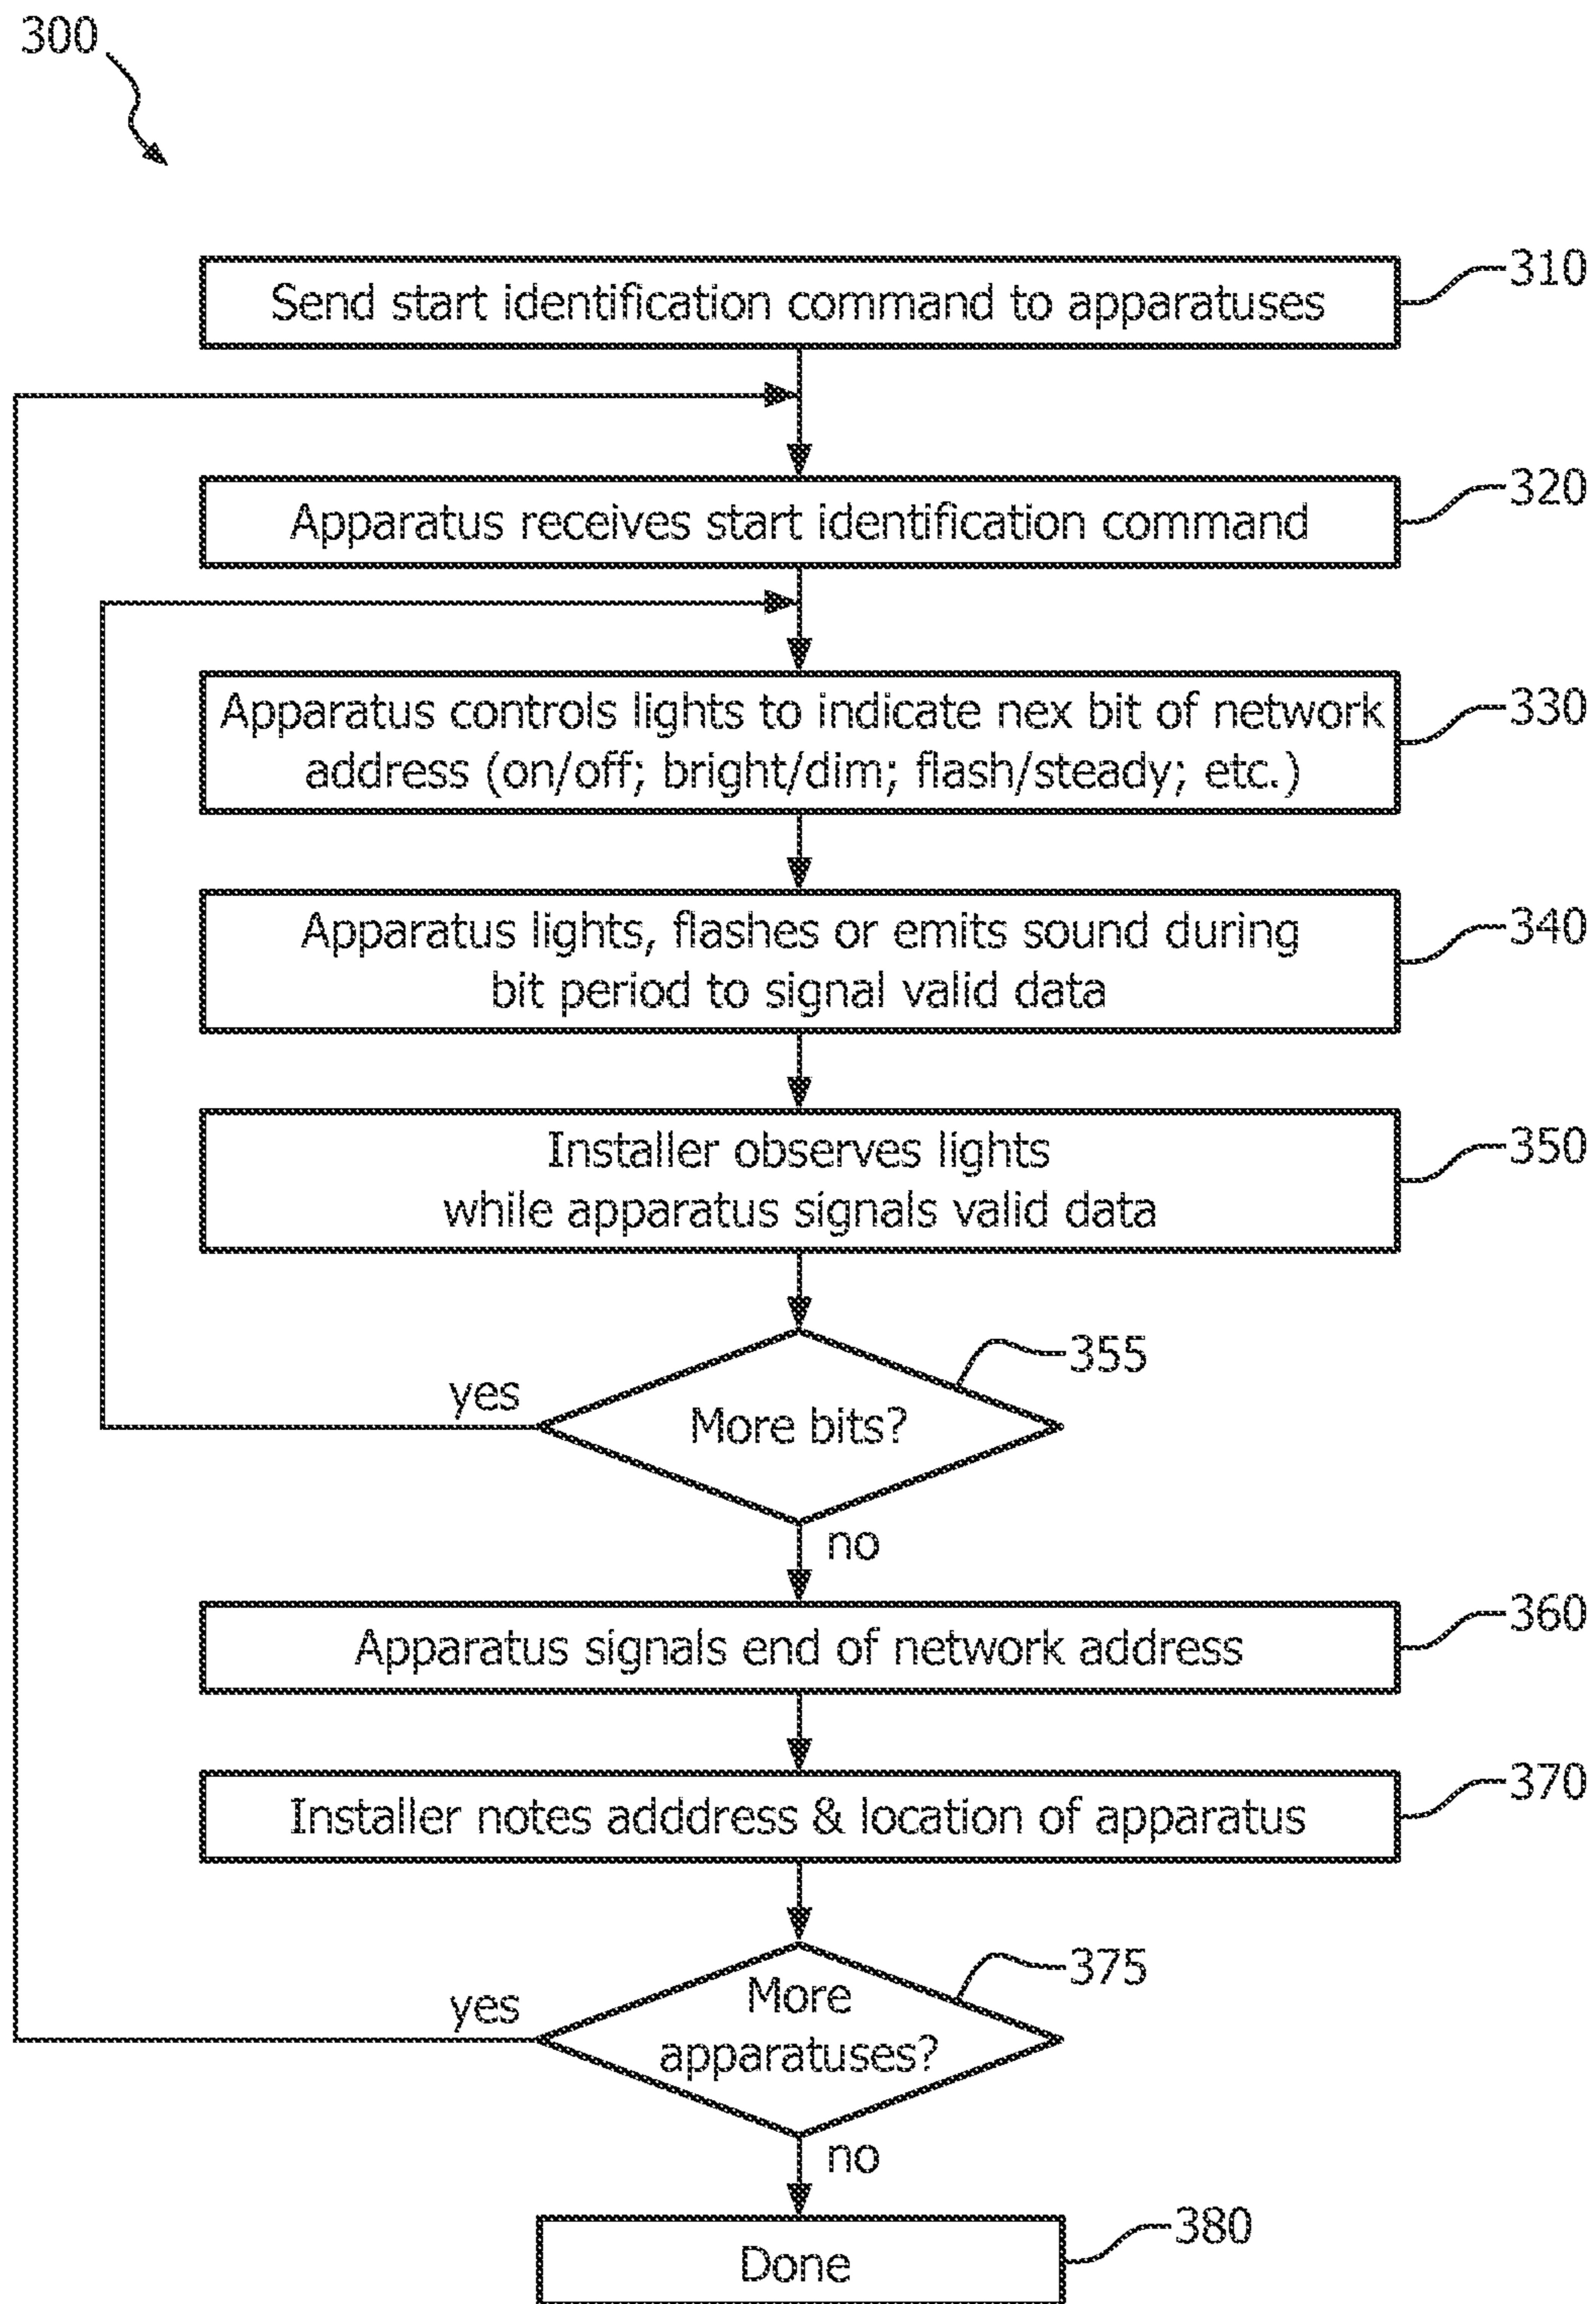 300
Send start identification command to apparatuses
310
Apparatus receives start identification command
320
Apparatus controls lights to indicate nex bit of network
address (on/off; bright/dim; flash/steady; etc.)
330
Apparatus lights, flashes or emits sound during
bit period to signal valid data
340
Installer observes lights
while apparatus signals valid data
350
355
yes
More bits?
no
Apparatus signals end of network address
360
Installer notes adddress & location of apparatus
370
375
yes
More
apparatuses?
no
Done
380